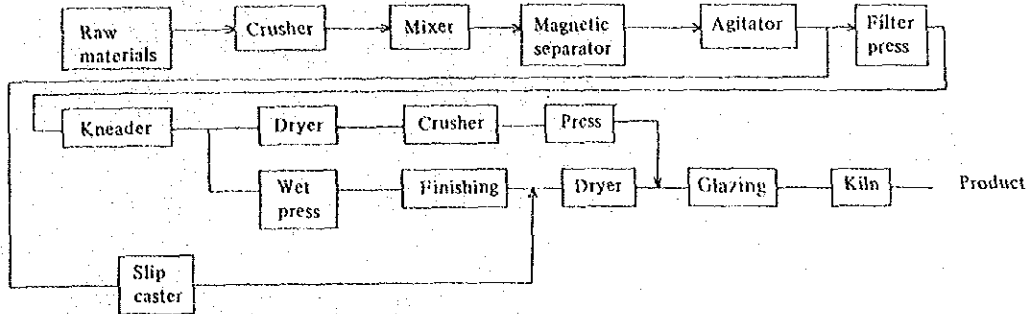 Raw
materials
Crusher
Mixer
Magnetic
separator
Agitator
Filter
press
Kneader
Dryer
Crusher
Press
Wet
press
Finishing
Dryer
Glazing
Kiln
Product
Slip
caster